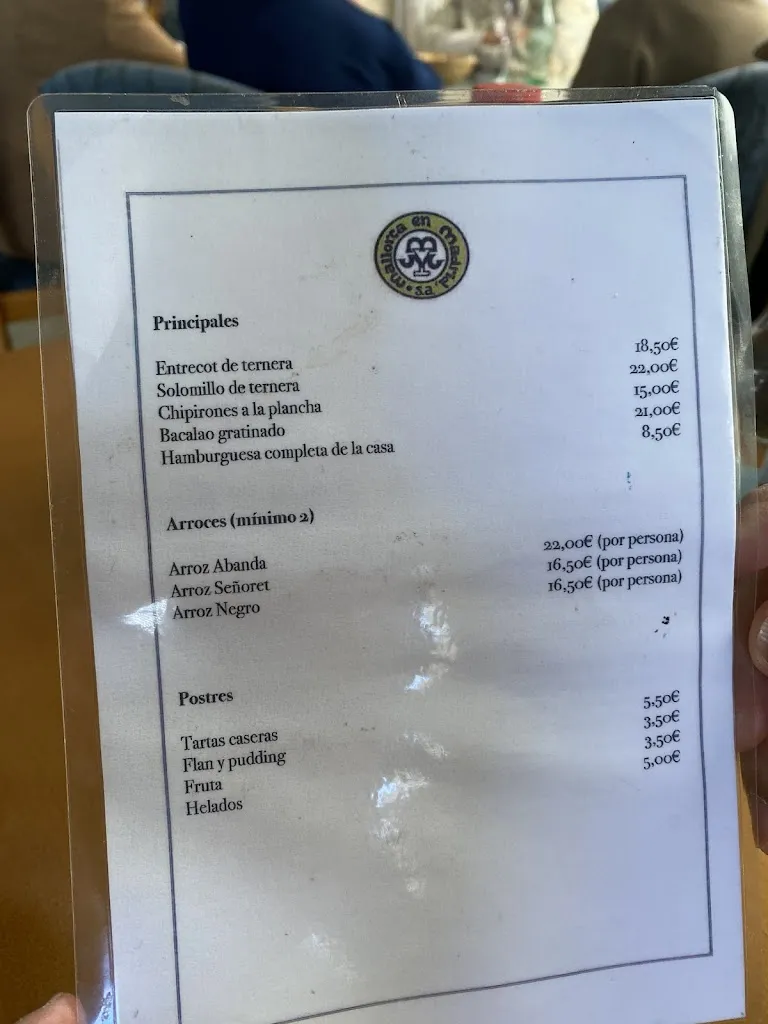 Mallorca en Madrid, s.a.
Principales
Entrecot de ternera 18,50€
Solomillo de ternera 22,00€
Chipirones a la plancha 15,00€
Bacalao gratinado 21,00€
Hamburguesa completa de la casa 8,50€
Arroces (mínimo 2)
Arroz Abanda 22,00€ (por persona)
Arroz Señoret 16,50€ (por persona)
Arroz Negro 16,50€ (por persona)
Postres
Tartas caseras 5,50€
Flan y pudding 3,50€
Fruta 3,50€
Helados 5,00€